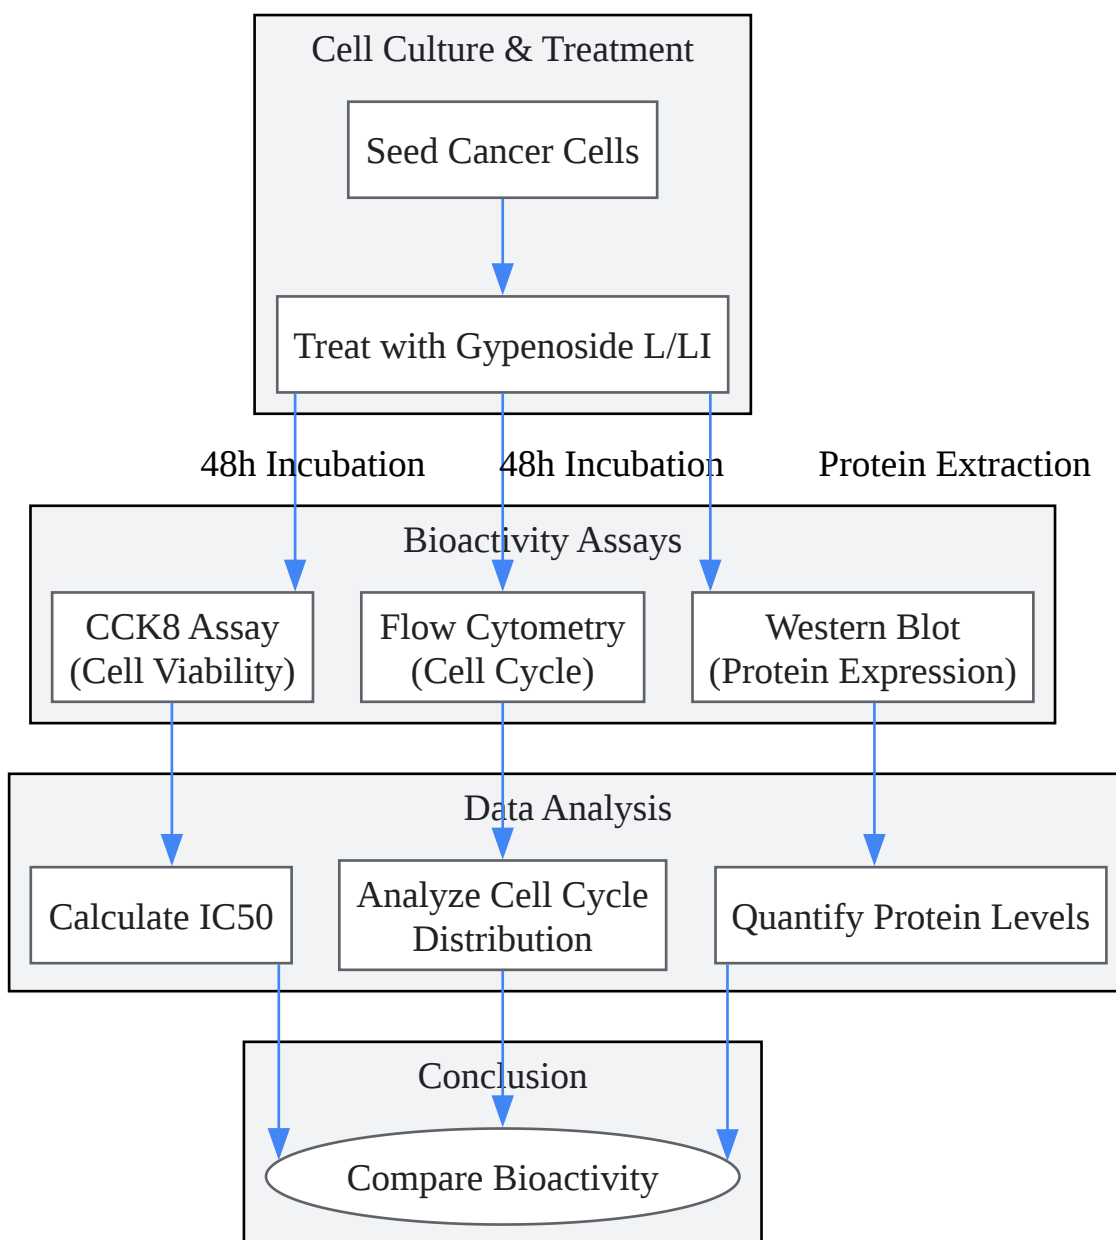 Cell Culture & Treatment
Seed Cancer Cells
Treat with Gypenoside L/LI
48h Incubation
48h Incubation
Protein Extraction
Bioactivity Assays
CCK8 Assay
(Cell Viability)
Flow Cytometry
(Cell Cycle)
Western Blot
(Protein Expression)
Data Analysis
Calculate IC50
Analyze Cell Cycle
Distribution
Quantify Protein Levels
Conclusion
Compare Bioactivity